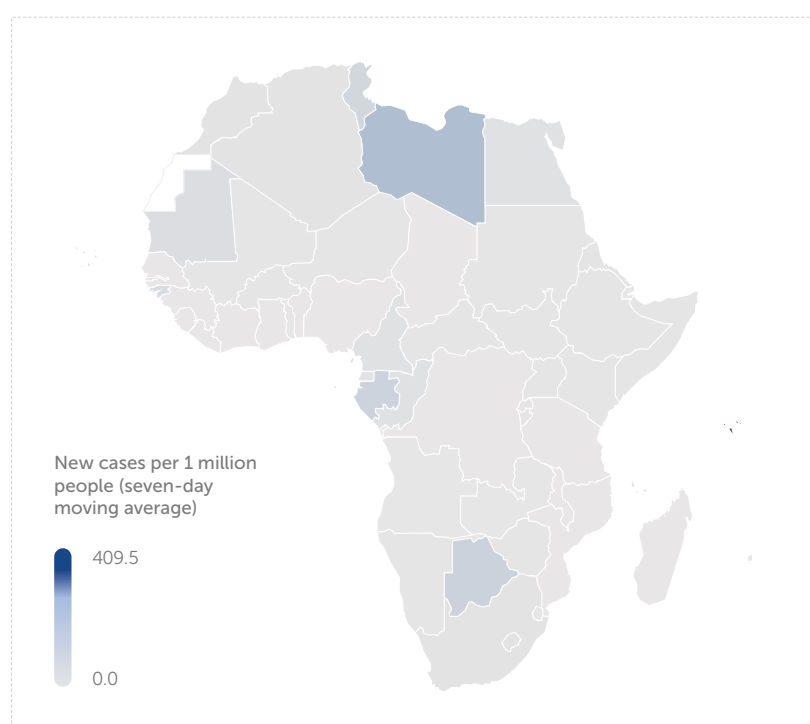 New cases per 1 million
people (seven-day
moving average)
409.5
0.0